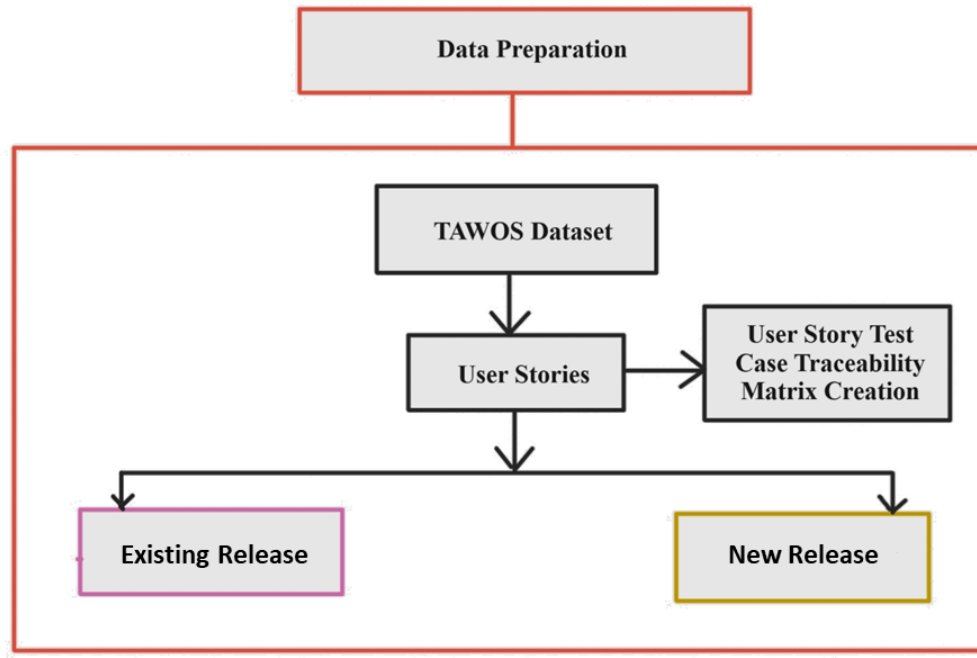 Data Preparation
TAWOS Dataset
User Stories
User Story Test
Case Traceability
Matrix Creation
Existing Release
New Release